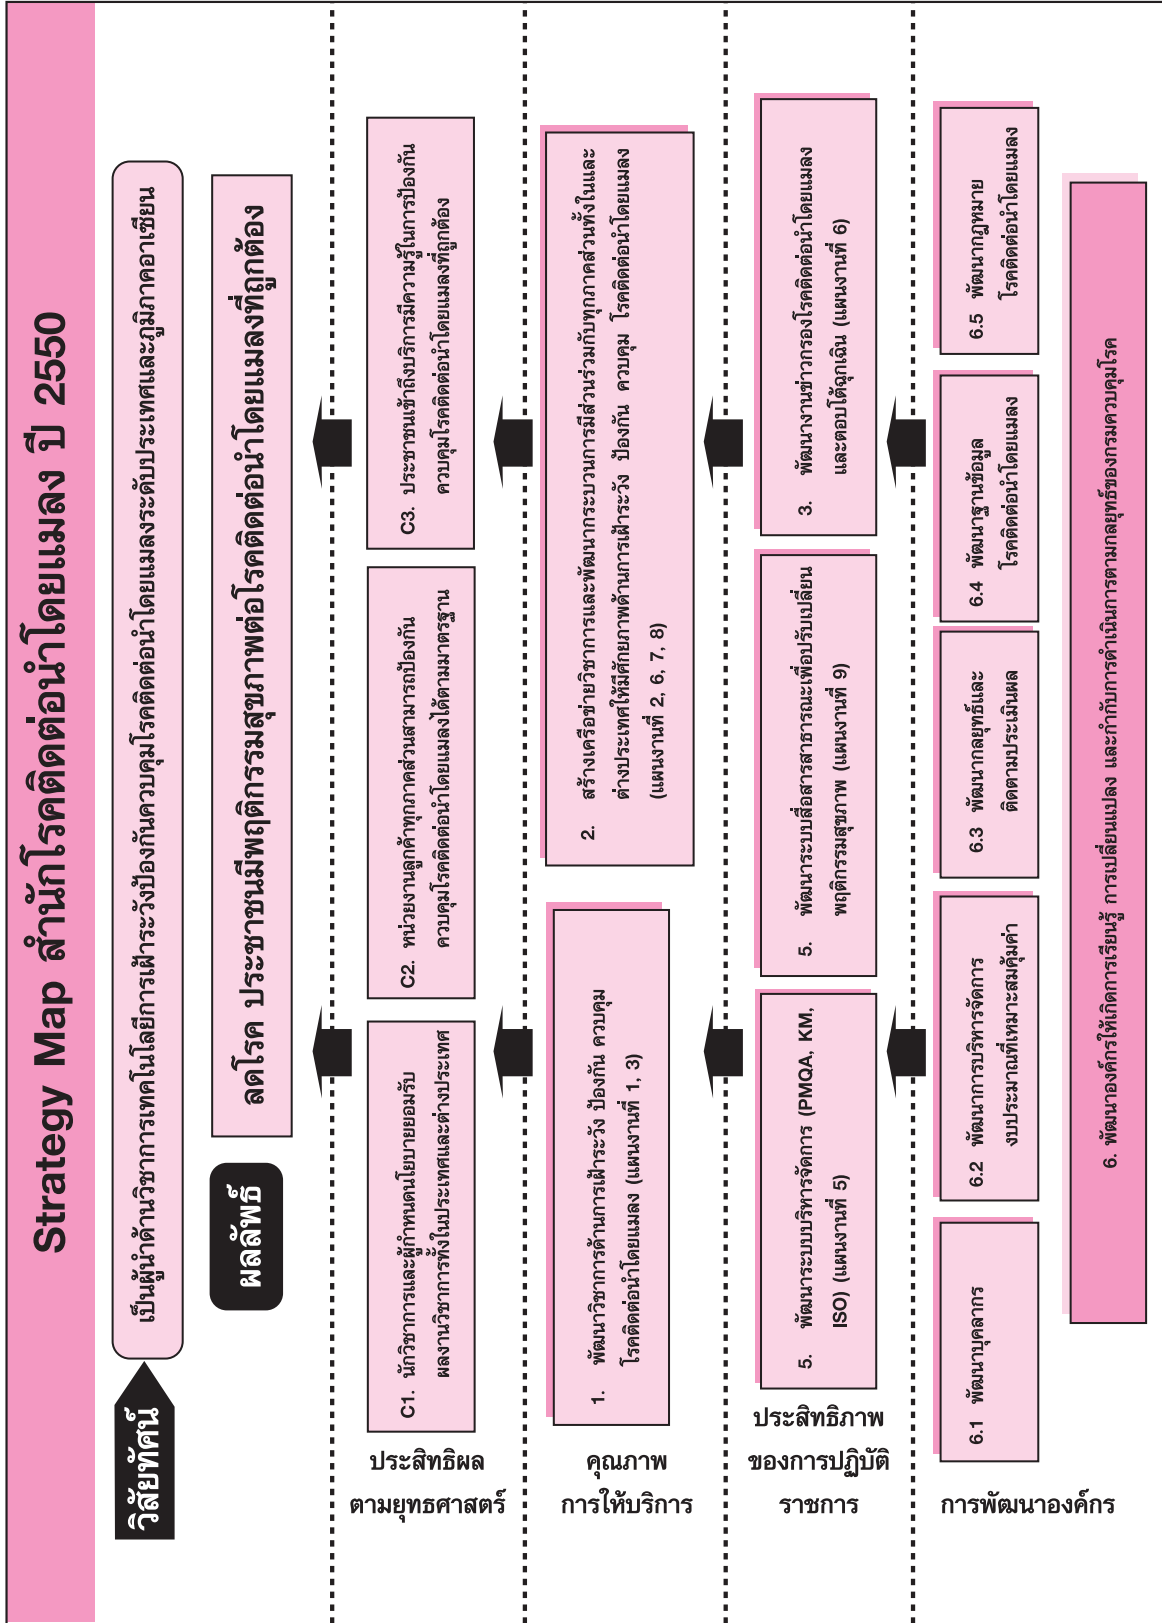 Strategy Map สำนักโรคติดต่อนำโดยแมลง ปี 2550
วิสัยทัศน์
เป็นผู้นำด้านวิชาการเทคโนโลยีการเฝ้าระวังป้องกันควบคุมโรคติดต่อนำโดยแมลงระดับประเทศและภูมิภาคอาเซียน
ผลลัพธ์
ลดโรค ประชาชนมีพฤติกรรมสุขภาพต่อโรคติดต่อนำโดยแมลงที่ถูกต้อง
ประสิทธิผล
ตามยุทธศาสตร์
C1. นักวิชาการและผู้กำหนดนโยบายยอมรับ
ผลงานวิชาการทั้งในประเทศและต่างประเทศ
C2. หน่วยงานลูกค้าทุกภาคส่วนสามารถป้องกัน
ควบคุมโรคติดต่อนำโดยแมลงได้ตามมาตรฐาน
C3. ประชาชนเข้าถึงบริการมีความรู้ในการป้องกัน
ควบคุมโรคติดต่อนำโดยแมลงที่ถูกต้อง
คุณภาพ
การให้บริการ
1. พัฒนาวิชาการด้านการเฝ้าระวัง ป้องกัน ควบคุม
โรคติดต่อนำโดยแมลง (แผนงานที่ 1, 3)
2. สร้างเครือข่ายวิชาการและพัฒนากระบวนการมีส่วนร่วมกับทุกภาคส่วนทั้งในและ
ต่างประเทศให้มีศักยภาพด้านการเฝ้าระวัง ป้องกัน ควบคุม โรคติดต่อนำโดยแมลง
(แผนงานที่ 2, 6, 7, 8)
ประสิทธิภาพ
ของการปฏิบัติ
ราชการ
5. พัฒนาระบบบริหารจัดการ (PMQA, KM,
ISO) (แผนงานที่ 5)
5. พัฒนาระบบสื่อสารสาธารณะเพื่อปรับเปลี่ยน
พฤติกรรมสุขภาพ (แผนงานที่ 9)
3. พัฒนางานข่าวกรองโรคติดต่อนำโดยแมลง
และตอบโต้ฉุกเฉิน (แผนงานที่ 6)
การพัฒนาองค์กร
6.1 พัฒนาบุคลากร
6.2 พัฒนาการบริหารจัดการ
งบประมาณที่เหมาะสมคุ้มค่า
6.3 พัฒนากลยุทธ์และ
ติดตามประเมินผล
6.4 พัฒนาฐานข้อมูล
โรคติดต่อนำโดยแมลง
6.5 พัฒนากฎหมาย
โรคติดต่อนำโดยแมลง
6. พัฒนาองค์กรให้เกิดการเรียนรู้ การเปลี่ยนแปลง และกำกับการดำเนินการตามกลยุทธ์ของกรมควบคุมโรค